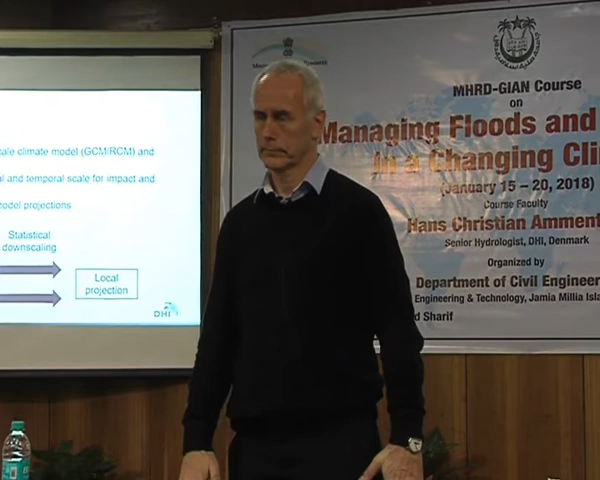 ale climate model (GCM/RCM) and
al and temporal scale for impact and
odel projections
Statistical
downscaling
Local
projection
DHI
MHRD-GIAN Course
on
Managing Floods and
in a Changing Cli
(January 15 – 20, 2018)
Course Faculty
Hans Christian Amment
Senior Hydrologist, DHI, Denmark
Organized by
Department of Civil Engineer
Engineering & Technology, Jamia Millia Isla
d Sharif